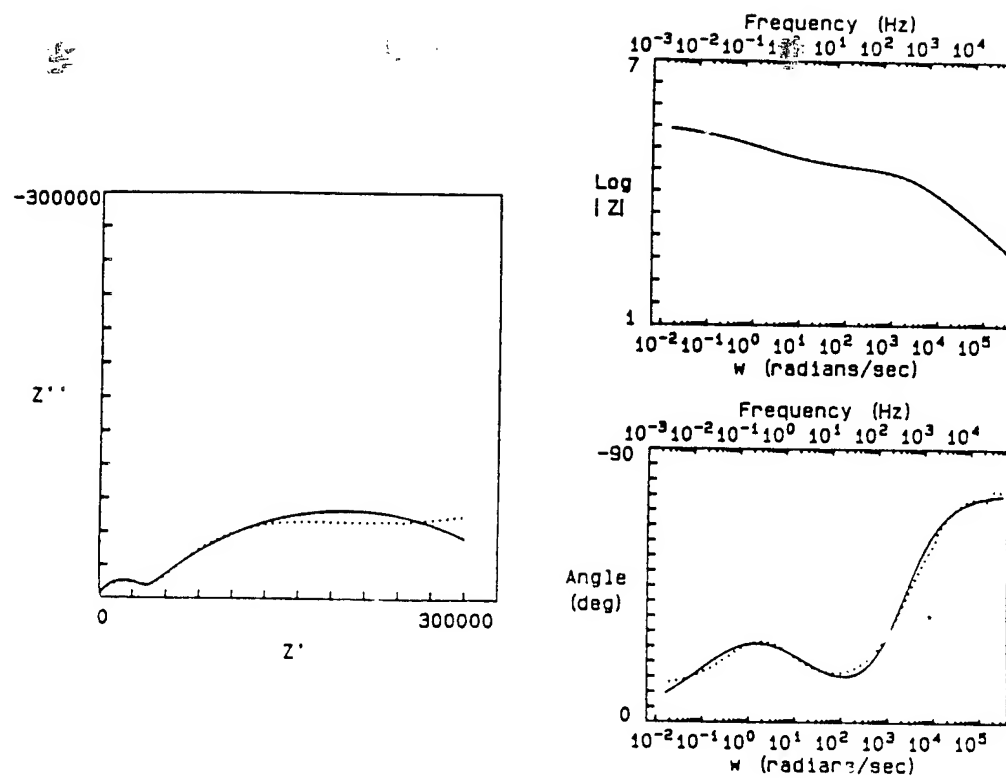 -300000
Z''
0
300000
Z'
Frequency (Hz)
10⁻³ 10⁻² 10⁻¹ 10¹ 10² 10³ 10⁴
7
Log
|Z|
1
10⁻² 10⁻¹ 10⁰ 10¹ 10² 10³ 10⁴ 10⁵
w (radians/sec)
Frequency (Hz)
10⁻³ 10⁻² 10⁻¹ 10⁰ 10¹ 10² 10³ 10⁴
-90
Angle
(deg)
0
10⁻² 10⁻¹ 10⁰ 10¹ 10² 10³ 10⁴ 10⁵
w (radians/sec)